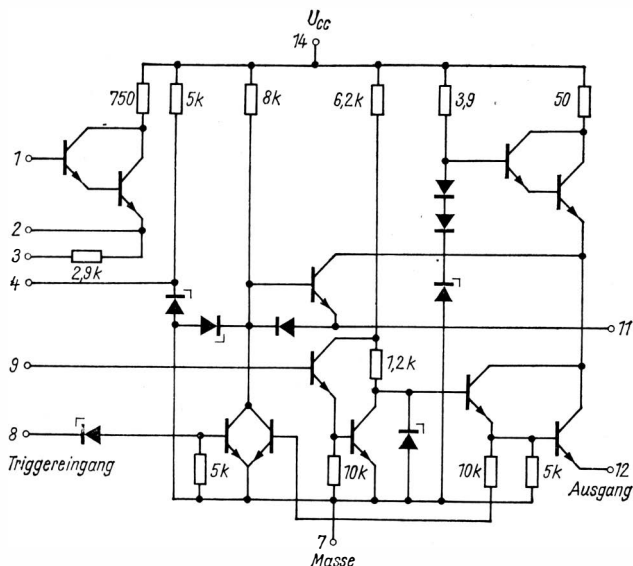 Ucc
14
750
5k
8k
6,2k
3,9
50
1
2
3
2,9k
4
11
9
1,2k
8
Triggereingang
5k
10k
10k
5k
12
Ausgang
7
Masse